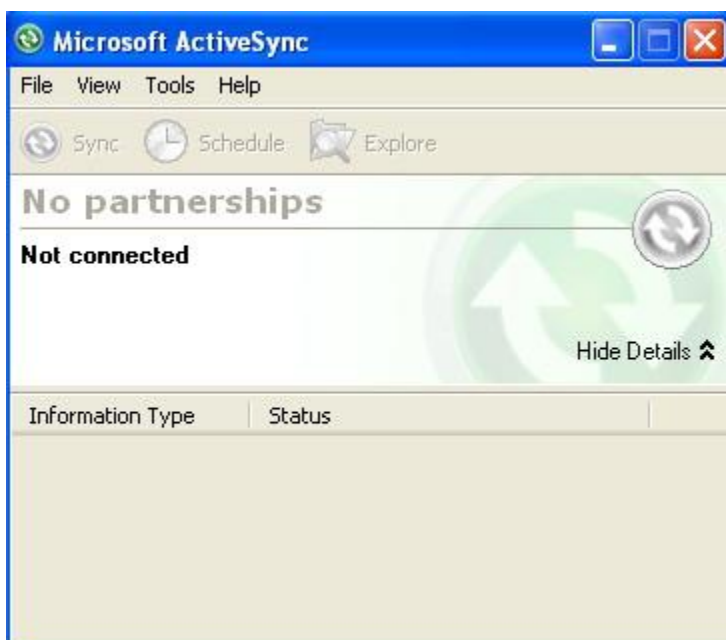 Microsoft ActiveSync
File View Tools Help
Sync Schedule Explore
No partnerships
Not connected
Hide Details
Information Type Status